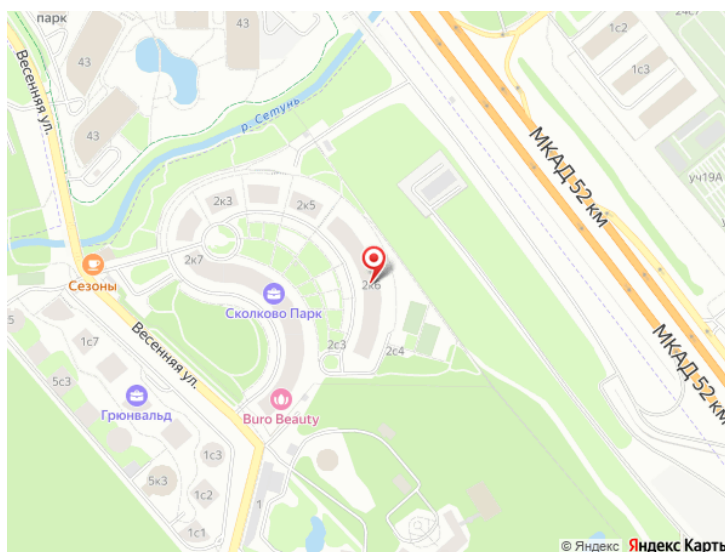 парк
43
43
43
Весенняя ул.
р. Сетунь
24с7
1с2
1с3
МКАД 52 км
уч19А
2к3
2к5
2к7
Сезоны
2к6
Сколково Парк
2с3
2с4
Весенняя ул.
1с7
5с3
Грюнвальд
Buro Beauty
МКАД 52 км
1с3
5к3
1с2
1
1с1
© Яндекс Яндекс Карты